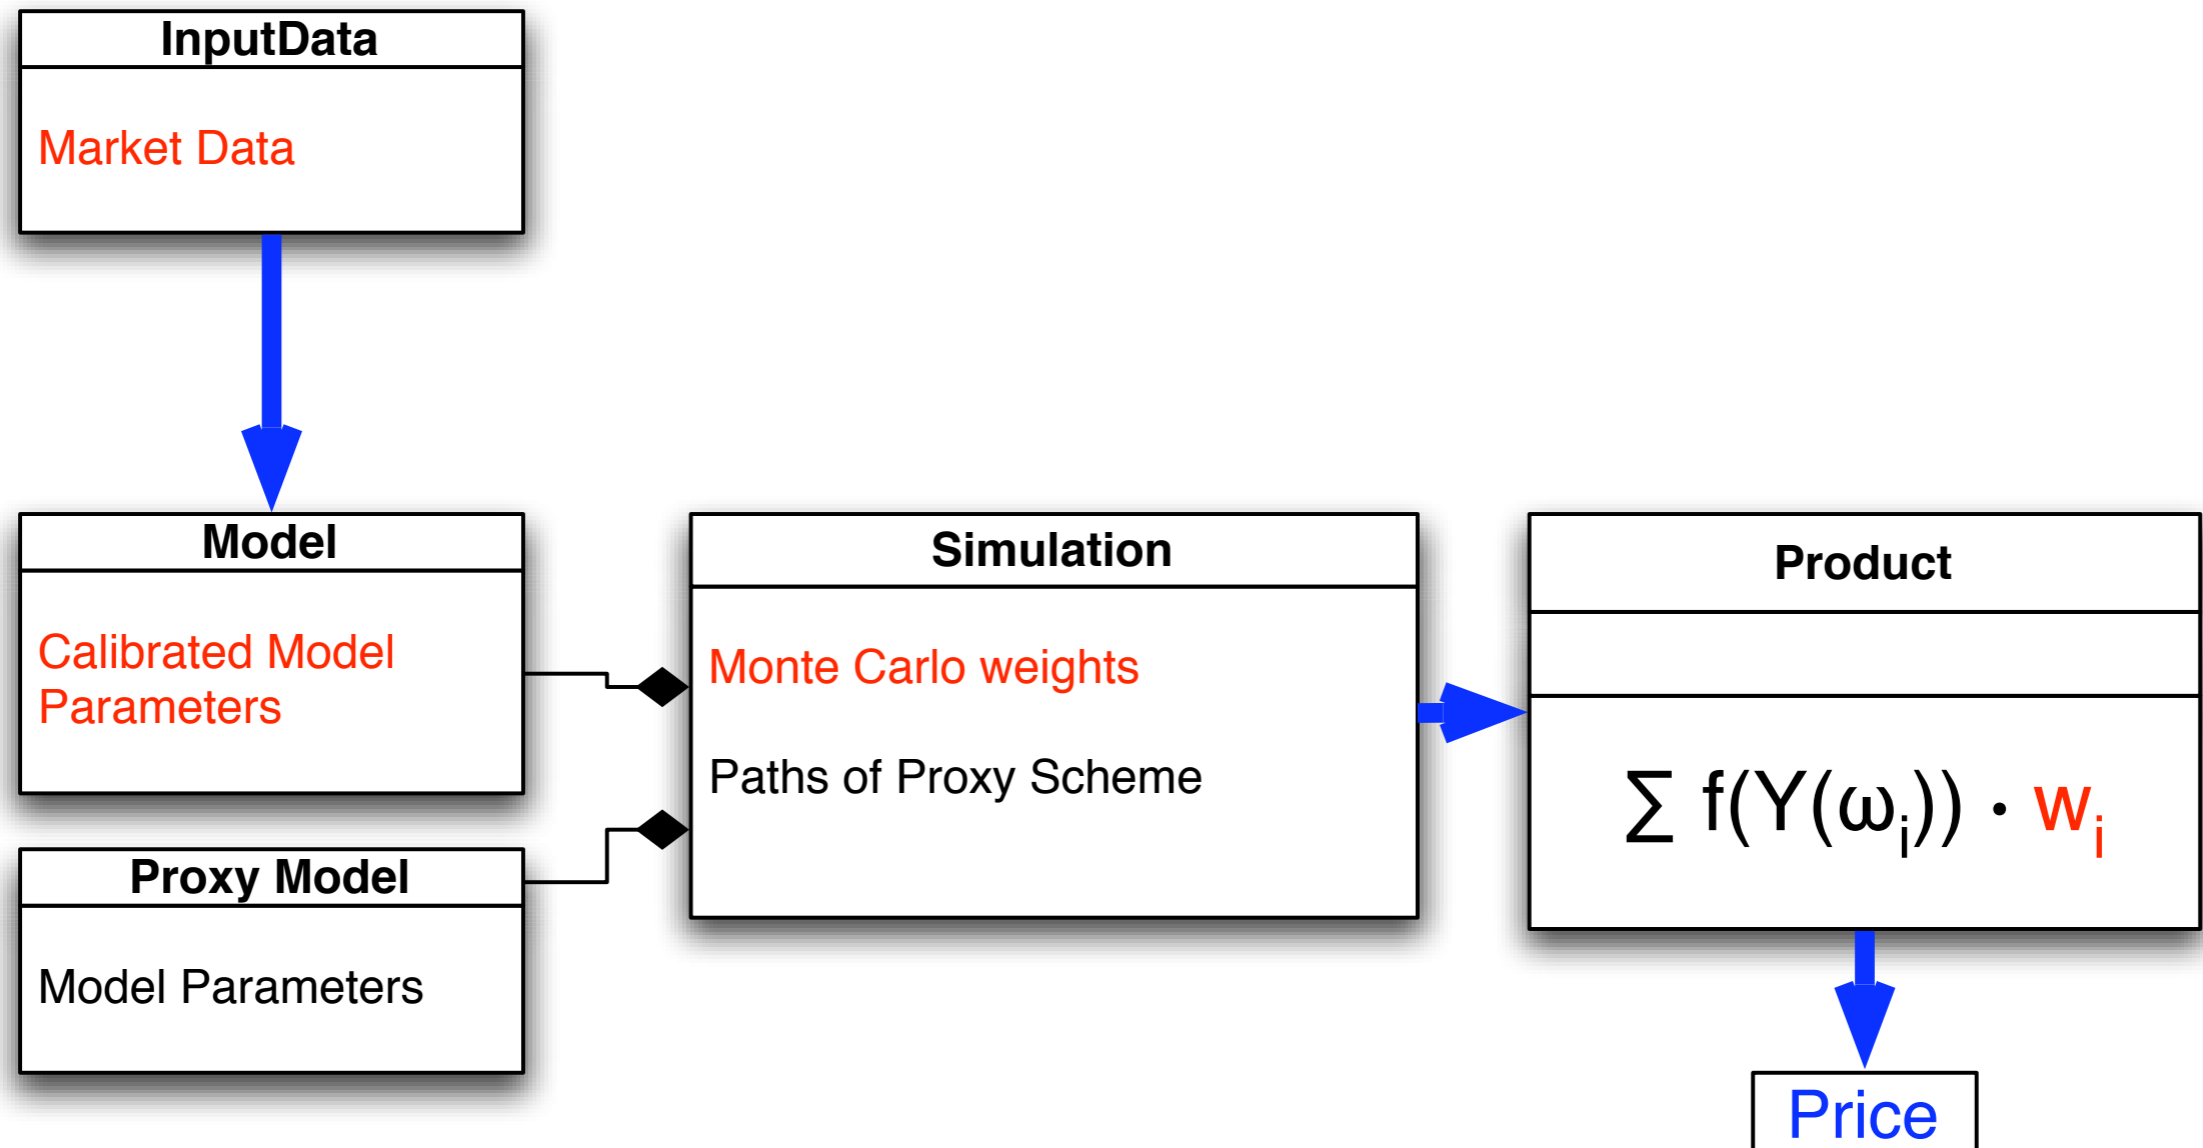 InputData
Market Data
Model
Calibrated Model
Parameters
Proxy Model
Model Parameters
Simulation
Monte Carlo weights
Paths of Proxy Scheme
Product
∑ f(Y(ωᵢ)) · wᵢ
Price